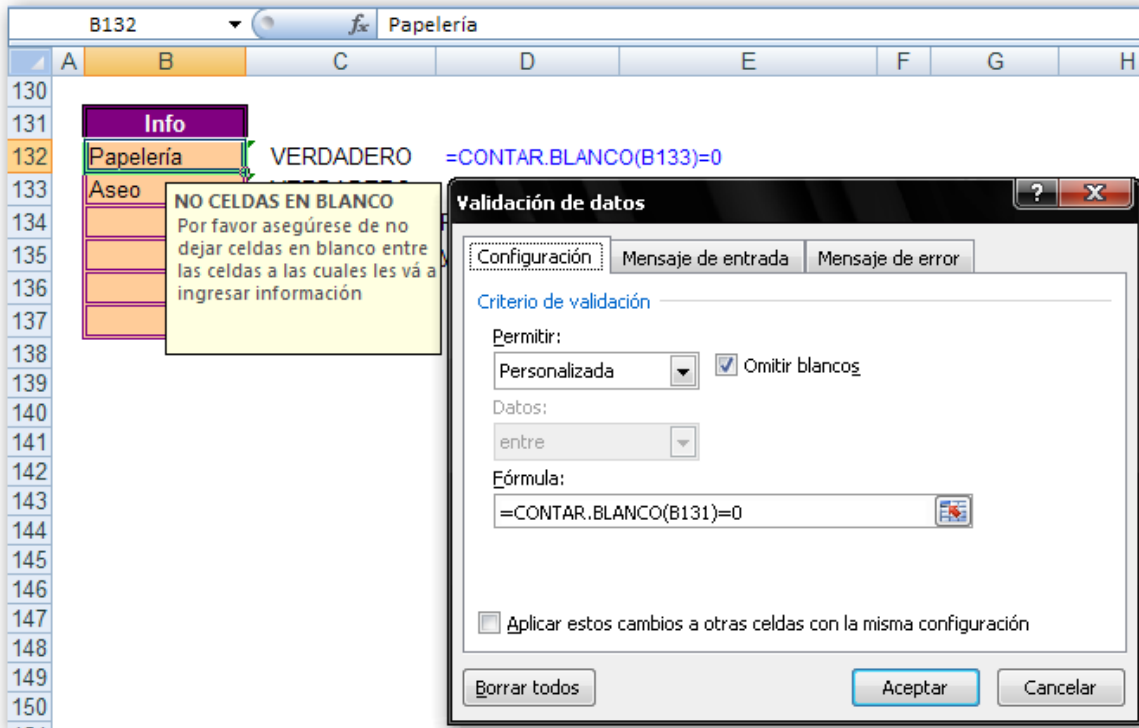 B132 fx Papelería
A B C D E F G H
130
131 Info
132 Papelería VERDADERO =CONTAR.BLANCO(B133)=0
133 Aseo
134
135
136
137
138
139
140
141
142
143
144
145
146
147
148
149
150
NO CELDAS EN BLANCO
Por favor asegúrese de no
dejar celdas en blanco entre
las celdas a las cuales les vá a
ingresar información
Validación de datos ? X
Configuración Mensaje de entrada Mensaje de error
Criterio de validación
Permitir:
Personalizada Omitir blancos
Datos:
entre
Fórmula:
=CONTAR.BLANCO(B131)=0
Aplicar estos cambios a otras celdas con la misma configuración
Borrar todos Aceptar Cancelar